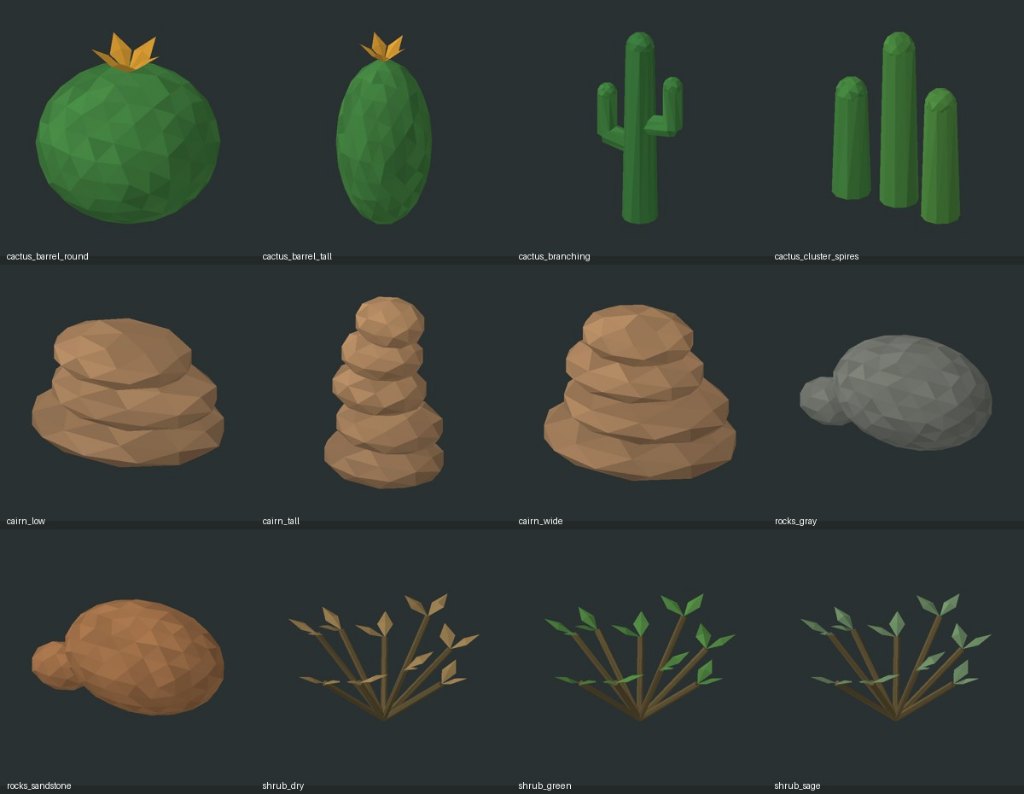 cactus_barrel_round
cactus_barrel_tall
cactus_branching
cactus_cluster_spires
cairn_low
cairn_tall
cairn_wide
rocks_gray
rocks_sandstone
shrub_dry
shrub_green
shrub_sage